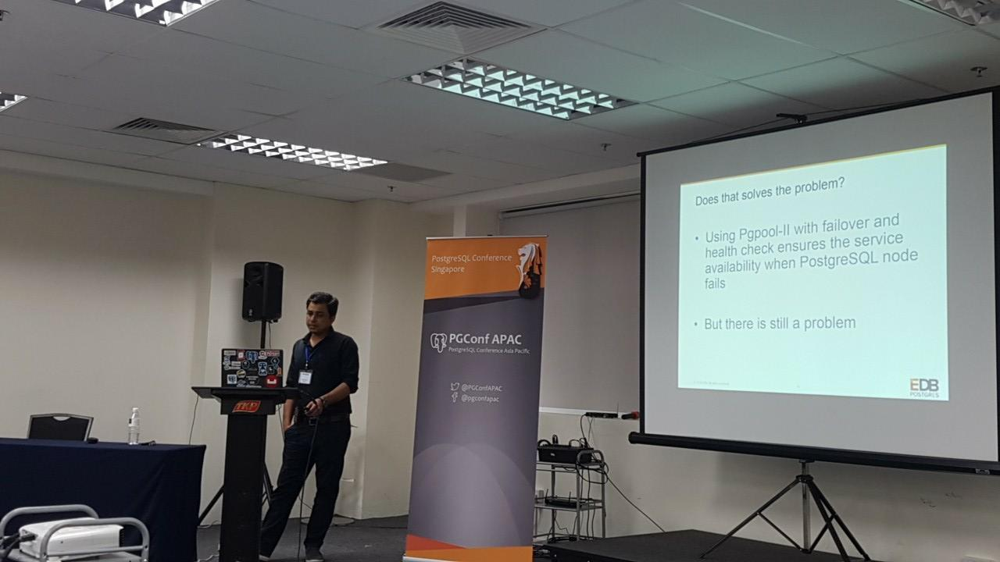 Does that solves the problem?
• Using Pgpool-II with failover and
health check ensures the service
availability when PostgreSQL node
fails
• But there is still a problem
EDB
POSTGRES
PostgreSQL Conference
Singapore
PGConf APAC
PostgreSQL Conference Asia Pacific
@PGConfAPAC
@pgconfapac
TKP